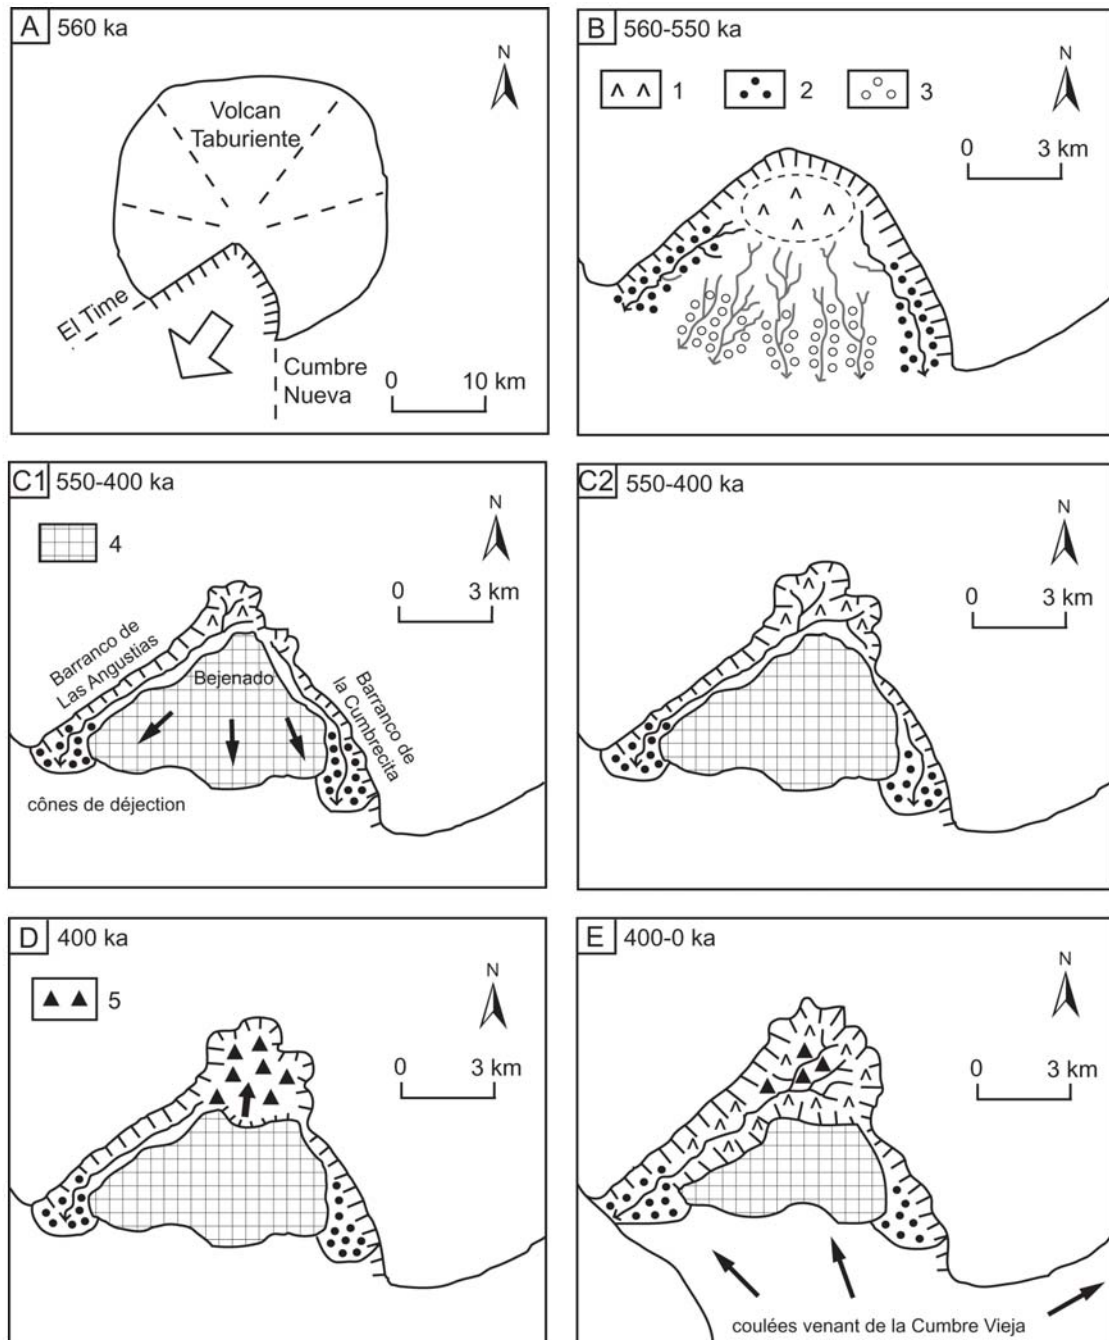 A 560 ka
N
Volcan
Taburiente
El Time
Cumbre
Nueva
0 10 km
B 560-550 ka
1 2 3
N
0 3 km
C1 550-400 ka
4
N
0 3 km
Barranco de
Las Angustias
Bejenado
Barranco de
la Cumbrecita
cônes de déjection
C2 550-400 ka
N
0 3 km
D 400 ka
5
N
0 3 km
E 400-0 ka
N
0 3 km
coulées venant de la Cumbre Vieja